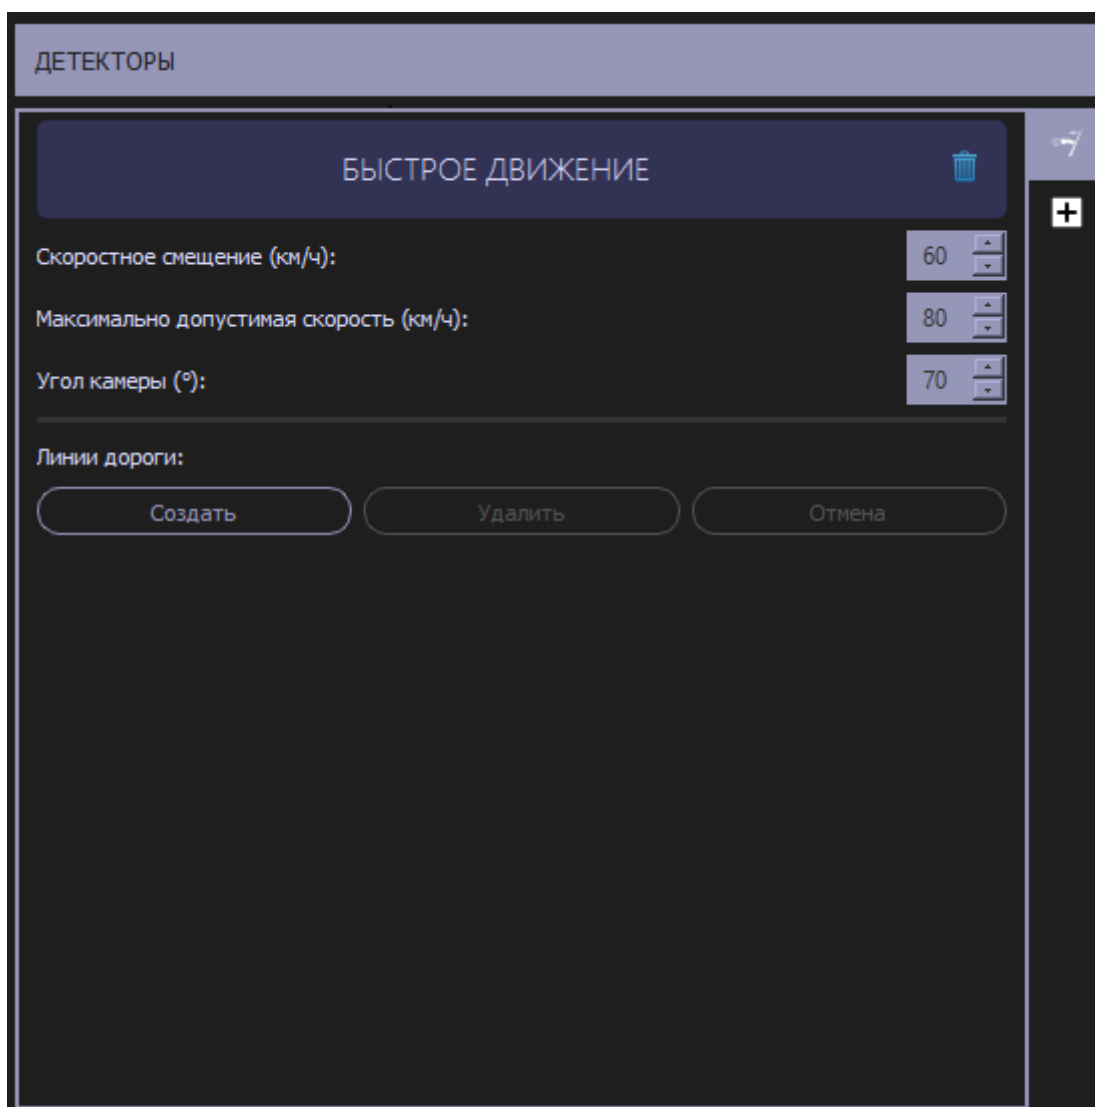 ДЕТЕКТОРЫ
БЫСТРОЕ ДВИЖЕНИЕ
Скоростное смещение (км/ч): 60
Максимально допустимая скорость (км/ч): 80
Угол камеры (°): 70
Линии дороги:
Создать Удалить Отмена